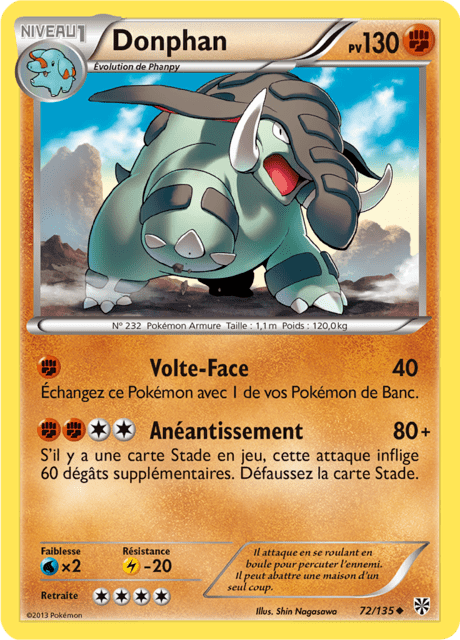 NIVEAU 1
Donphan
PV 130
Évolution de Phanpy
N° 232 Pokémon Armure Taille : 1,1 m Poids : 120,0 kg
Volte-Face 40
Échangez ce Pokémon avec 1 de vos Pokémon de Banc.
Anéantissement 80+
S'il y a une carte Stade en jeu, cette attaque inflige
60 dégâts supplémentaires. Défaussez la carte Stade.
Faiblesse
×2
Résistance
-20
Retraite
Il attaque en se roulant en
boule pour percuter l'ennemi.
Il peut abattre une maison d'un
seul coup.
©2013 Pokémon
Illus. Shin Nagasawa
72/135